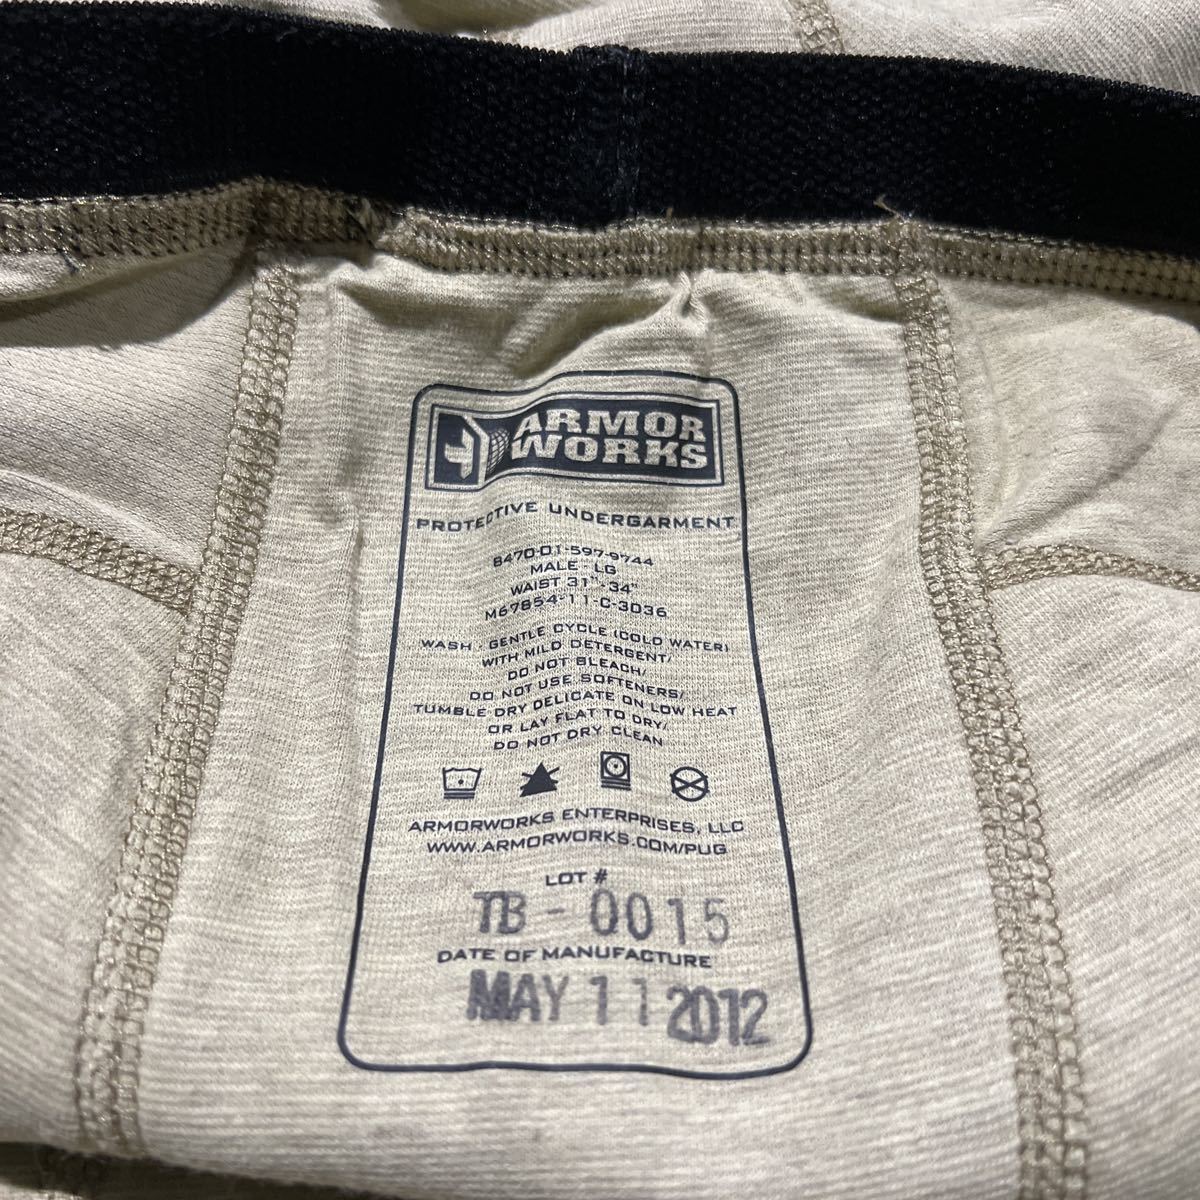 ARMOR
WORKS
PROTECTIVE UNDERGARMENT
8470-01-597-9744
MALE - LG
WAIST 31"-34"
M67854-11-C-3036
WASH - GENTLE CYCLE (COLD WATER)
WITH MILD DETERGENT/
DO NOT BLEACH/
DO NOT USE SOFTENERS/
TUMBLE DRY DELICATE ON LOW HEAT
OR LAY FLAT TO DRY/
DO NOT DRY CLEAN
ARMORWORKS ENTERPRISES, LLC
WWW.ARMORWORKS.COM/PUG
LOT #
TB - 0015
DATE OF MANUFACTURE
MAY 11 2012